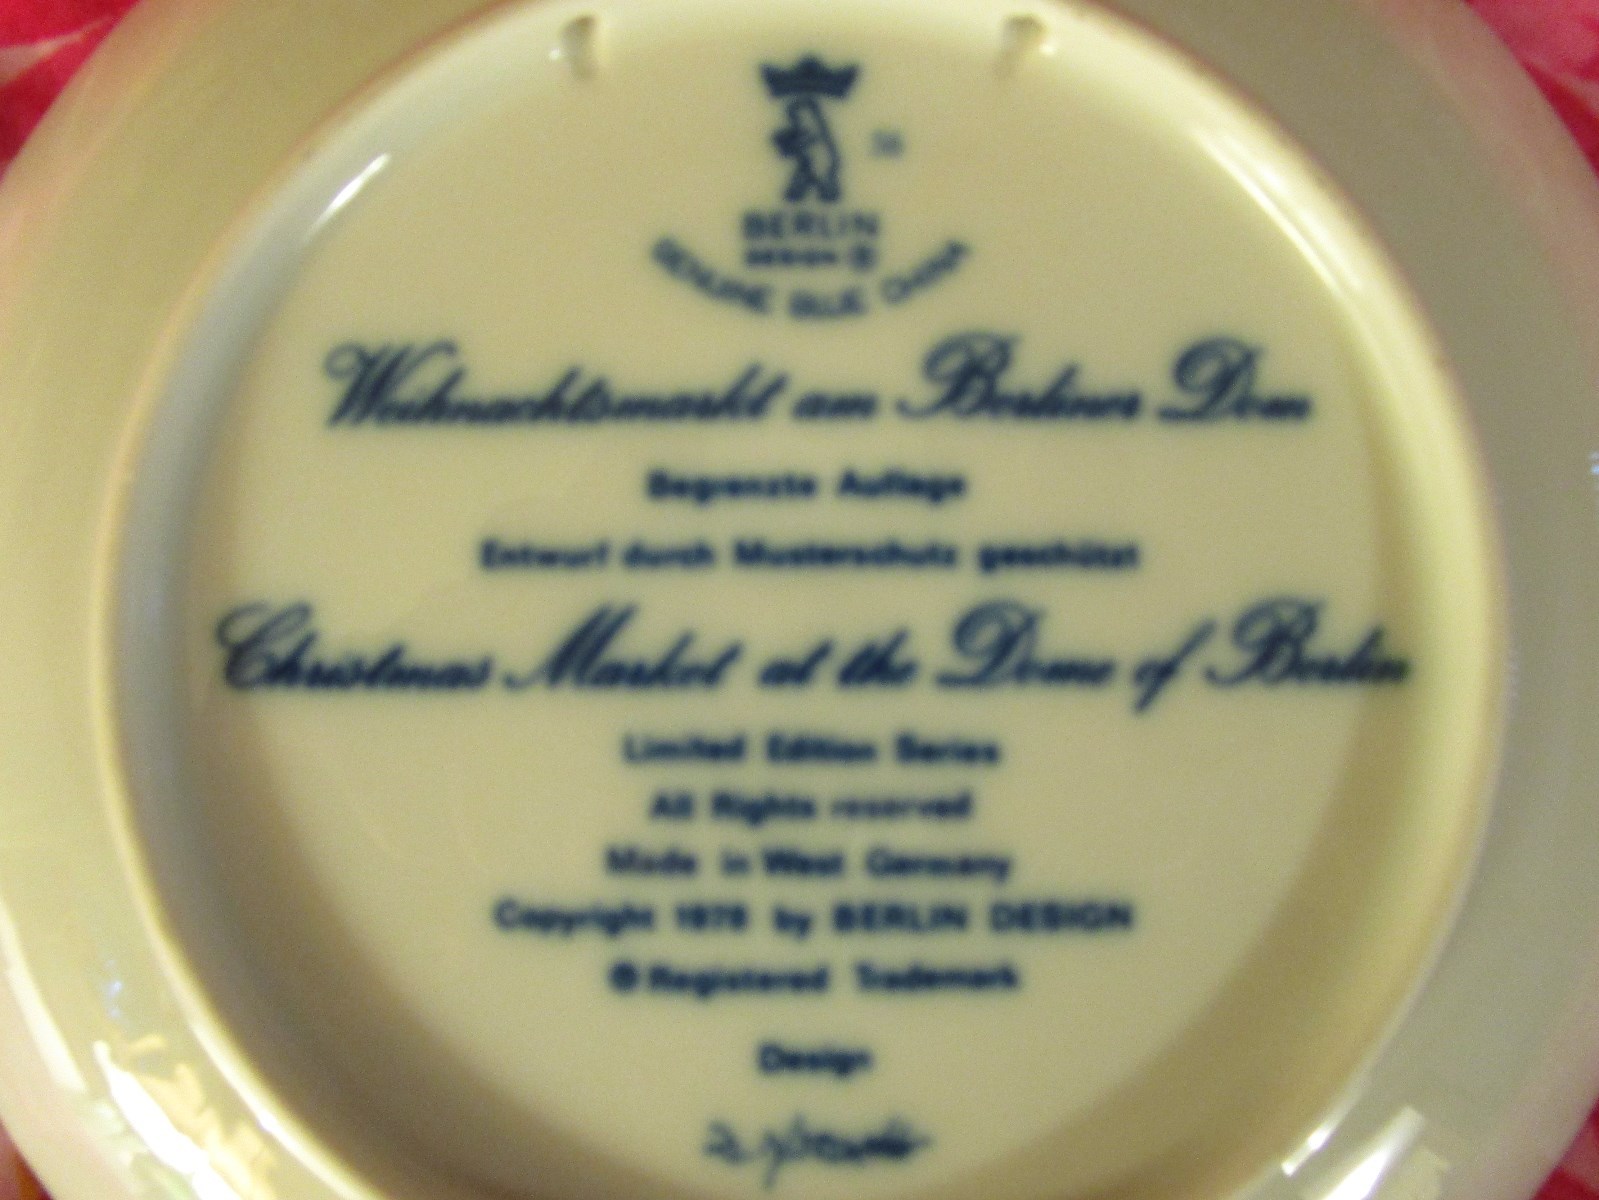 BERLIN
DESIGN ®
GENUINE BLUE CHINA
Weihnachtsmarkt am Berliner Dom
Begrenzte Auflage
Entwurf durch Musterschutz geschützt
Christmas Market at the Dome of Berlin
Limited Edition Series
All Rights reserved
Made in West Germany
Copyright 1978 by BERLIN DESIGN
® Registered Trademark
Design